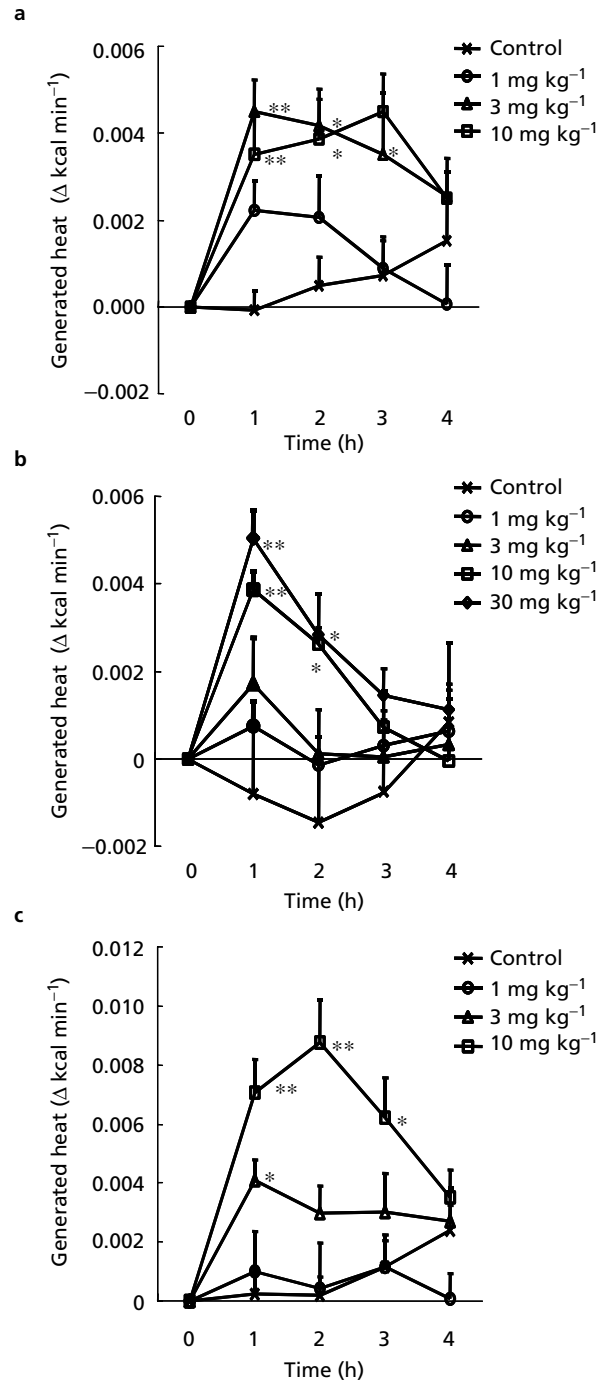 a
Generated heat (Δ kcal min⁻¹)
0.006
0.004
0.002
0.000
−0.002
0 1 2 3 4
Time (h)
Control
1 mg kg⁻¹
3 mg kg⁻¹
10 mg kg⁻¹
** * *
** *
b
Generated heat (Δ kcal min⁻¹)
0.006
0.004
0.002
0
−0.002
0 1 2 3 4
Time (h)
Control
1 mg kg⁻¹
3 mg kg⁻¹
10 mg kg⁻¹
30 mg kg⁻¹
**
**
*
*
c
Generated heat (Δ kcal min⁻¹)
0.012
0.010
0.008
0.006
0.004
0.002
0
0 1 2 3 4
Time (h)
Control
1 mg kg⁻¹
3 mg kg⁻¹
10 mg kg⁻¹
**
**
*
*